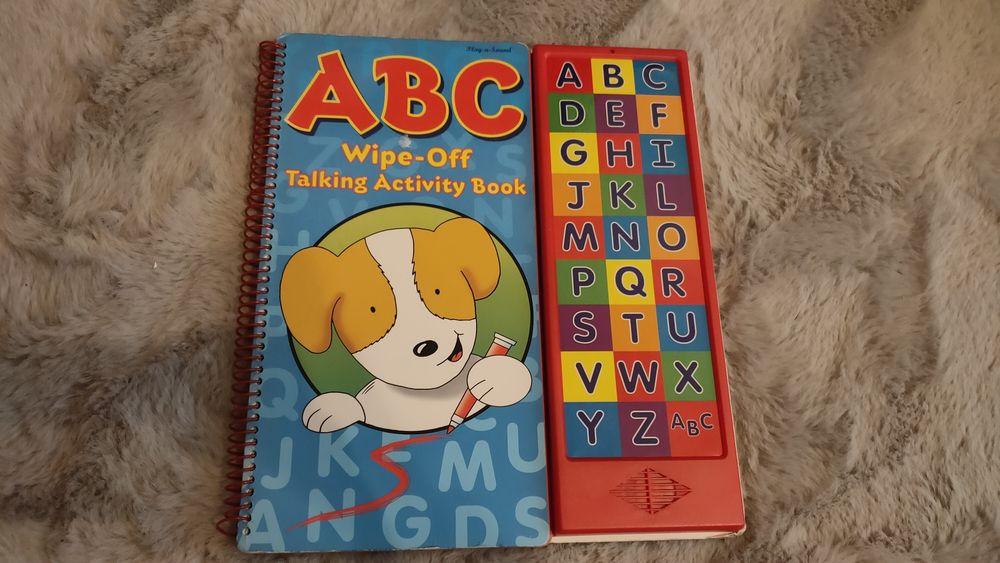 Play-a-Sound
ABC
Wipe-Off
Talking Activity Book
A B C
D E F
G H I
J K L
M N O
P Q R
S T U
V W X
Y Z ABC
J K L M U
A N G D S